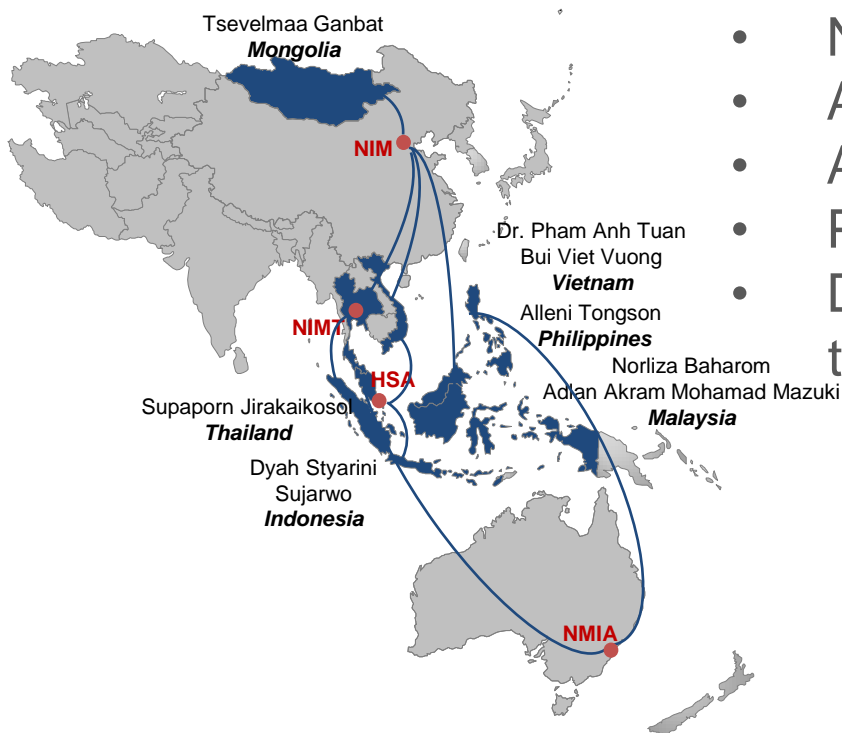 Tsevelmaa Ganbat
Mongolia
NIM
Dr. Pham Anh Tuan
Bui Viet Vuong
Vietnam
Alleni Tongson
Philippines
NIMT
Norliza Baharom
Adlan Akram Mohamad Mazuki
Malaysia
HSA
Supaporn Jirakaikosol
Thailand
Dyah Styarini
Sujarwo
Indonesia
NMIA